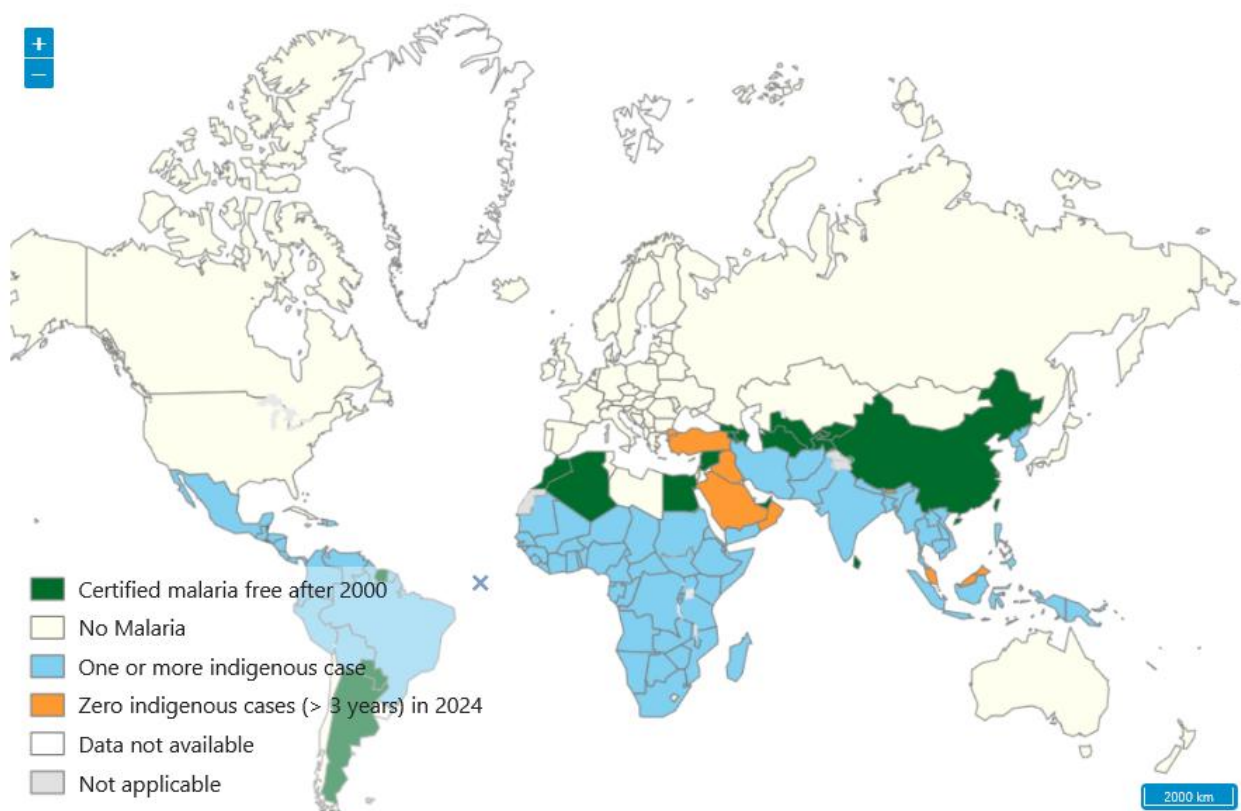 +
−
Certified malaria free after 2000
No Malaria
One or more indigenous case
Zero indigenous cases (> 3 years) in 2024
Data not available
Not applicable
2000 km